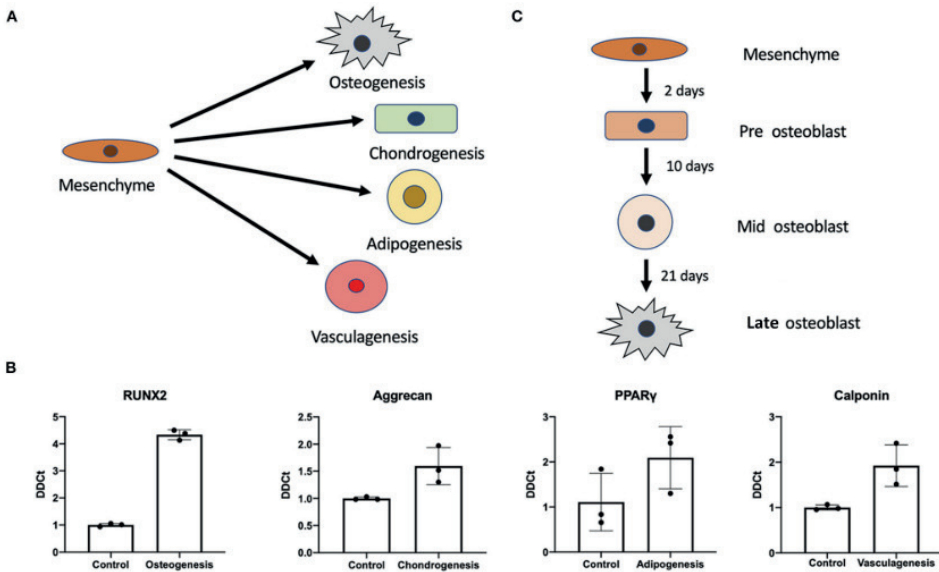 A
Osteogenesis
Chondrogenesis
Mesenchyme
Adipogenesis
Vasculagenesis
C
Mesenchyme
2 days
Pre osteoblast
10 days
Mid osteoblast
21 days
Late osteoblast
B
RUNX2
DDCt
5
4
3
2
1
0
Control
Osteogenesis
Aggrecan
DDCt
2.5
2.0
1.5
1.0
0.5
0.0
Control
Chondrogenesis
PPARγ
DDCt
3
2
1
0
Control
Adipogenesis
Calponin
DDCt
3
2
1
0
Control
Vasculagenesis